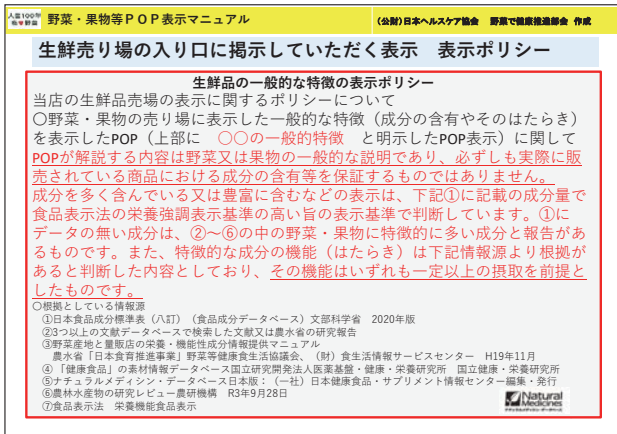 人生100年
野菜・果物等POP表示マニュアル
(公財)日本ヘルスケア協会 野菜で健康推進部会 作成
生鮮売り場の入り口に掲示していただく表示 表示ポリシー
生鮮品の一般的な特徴の表示ポリシー
当店の生鮮品売場の表示に関するポリシーについて
〇野菜・果物の売り場に表示した一般的な特徴（成分の含有やそのはたらき）
を表示したPOP（上部に 〇〇の一般的特徴 と明示したPOP表示）に関して
POPが解説する内容は野菜又は果物の一般的な説明であり、必ずしも実際に販
売されている商品における成分の含有等を保証するものではありません。
成分を多く含んでいる又は豊富に含むなどの表示は、下記①に記載の成分量で
食品表示法の栄養強調表示基準の高い旨の表示基準で判断しています。①に
データの無い成分は、②～⑥の中の野菜・果物に特徴的に多い成分と報告があ
るものです。また、特徴的な成分の機能（はたらき）は下記情報源より根拠が
あると判断した内容としており、その機能はいずれも一定以上の摂取を前提と
したものです。
〇根拠としている情報源
①日本食品成分標準表（八訂）（食品成分データベース）文部科学省 2020年版
②3つ以上の文献データベースで検索した文献又は農水省の研究報告
③野菜産地と量販店の栄養・機能性成分情報提供マニュアル
農水省「日本食育推進事業」野菜等健康食生活協議会、（財）食生活情報サービスセンター H19年11月
④「健康食品」の素材情報データベース国立研究開発法人医薬基盤・健康・栄養研究所 国立健康・栄養研究所
⑤ナチュラルメディシン・データベース日本版：（一社）日本健康食品・サプリメント情報センター編集・発行
⑥農林水産物の研究レビュー農研機構 R3年9月28日
⑦食品表示法 栄養機能食品表示
Natural
Medicines
ナチュラルメディシン・データベース